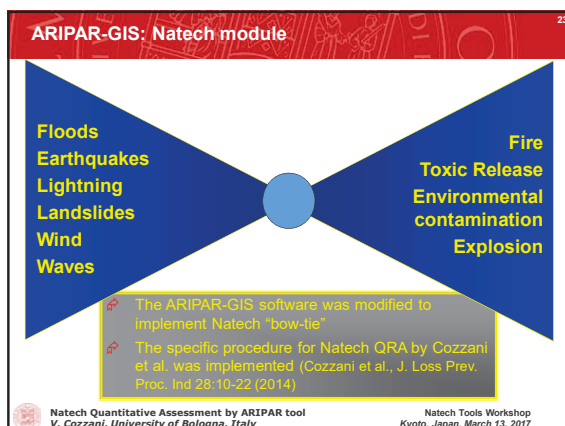 23
ARIPAR-GIS: Natech module
Floods
Earthquakes
Lightning
Landslides
Wind
Waves
Fire
Toxic Release
Environmental
contamination
Explosion
The ARIPAR-GIS software was modified to
implement Natech “bow-tie”
The specific procedure for Natech QRA by Cozzani
et al. was implemented (Cozzani et al., J. Loss Prev.
Proc. Ind 28:10-22 (2014)
Natech Quantitative Assessment by ARIPAR tool
V. Cozzani, University of Bologna, Italy
Natech Tools Workshop
Kyoto, Japan, March 13, 2017